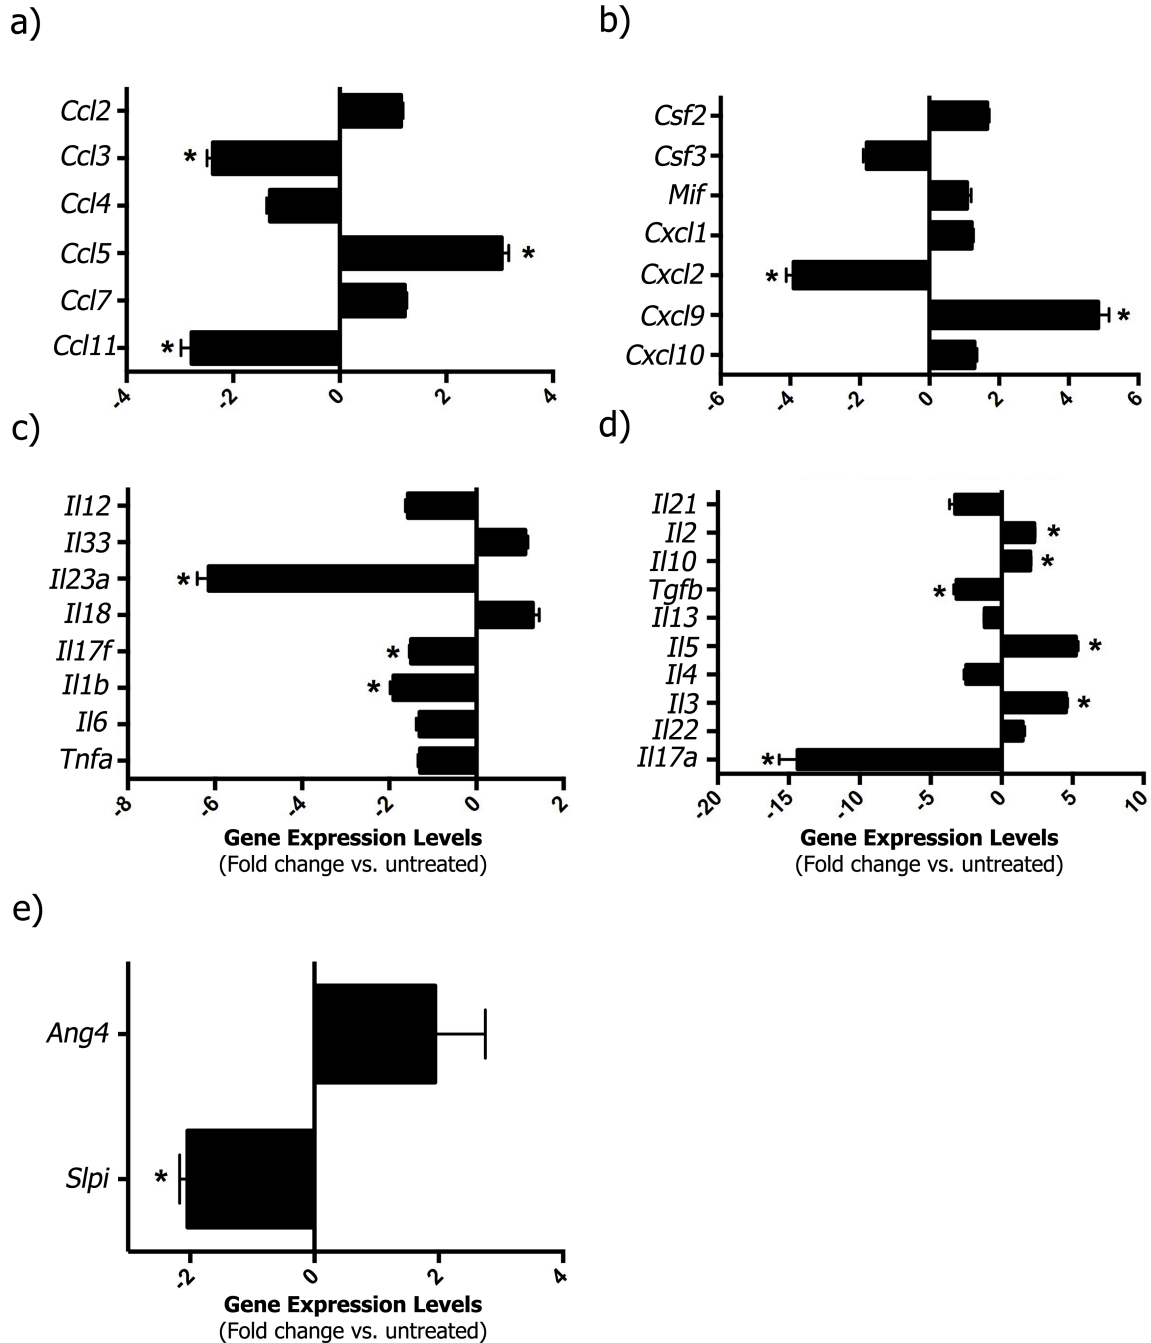 a)
Ccl2
Ccl3
*
Ccl4
Ccl5
*
Ccl7
Ccl11
*
-4
-2
0
2
4
b)
Csf2
Csf3
Mif
Cxcl1
Cxcl2
*
Cxcl9
*
Cxcl10
-6
-4
-2
0
2
4
6
c)
Il12
Il33
Il23a
*
Il18
Il17f
*
Il1b
*
Il6
Tnfa
-8
-6
-4
-2
0
2
Gene Expression Levels
(Fold change vs. untreated)
d)
Il21
Il2
*
Il10
*
Tgfb
*
Il13
Il5
*
Il4
Il3
*
Il22
Il17a
*
-20
-15
-10
-5
0
5
10
Gene Expression Levels
(Fold change vs. untreated)
e)
Ang4
Slpi
*
-2
0
2
4
Gene Expression Levels
(Fold change vs. untreated)